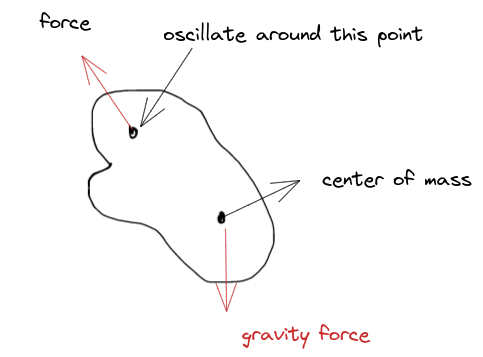 force
oscillate around this point
center of mass
gravity force